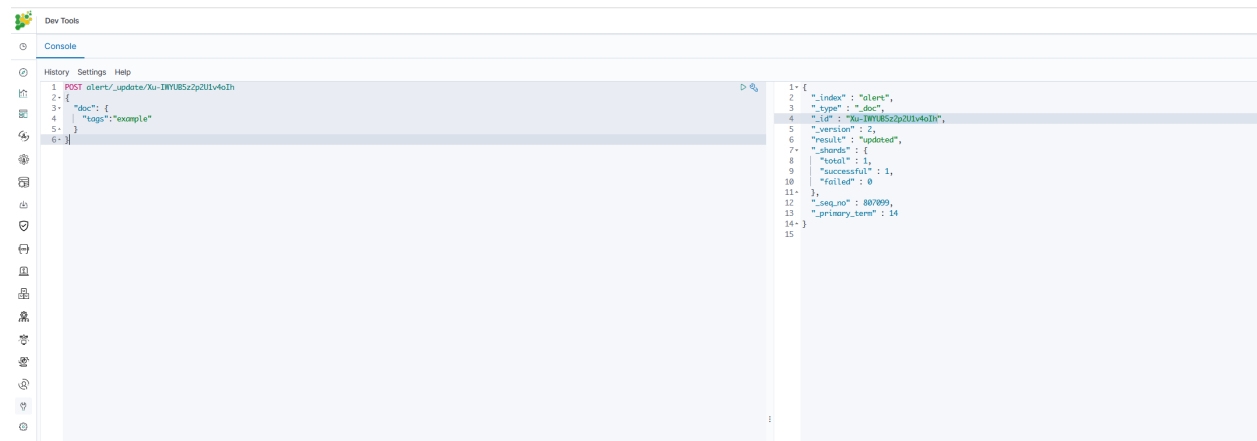 Dev Tools
Console
History Settings Help
1 POST alert/_update/Xu-IWYUBSz2p2U1v4oIh
2 {
3 "doc": {
4 "tags":"example"
5 }
6 }
1 {
2 "_index" : "alert",
3 "_type" : "_doc",
4 "_id" : "Xu-IWYUBSz2p2U1v4oIh",
5 "_version" : 2,
6 "result" : "updated",
7 "_shards" : {
8 "total" : 1,
9 "successful" : 1,
10 "failed" : 0
11 },
12 "_seq_no" : 807099,
13 "_primary_term" : 14
14 }
15